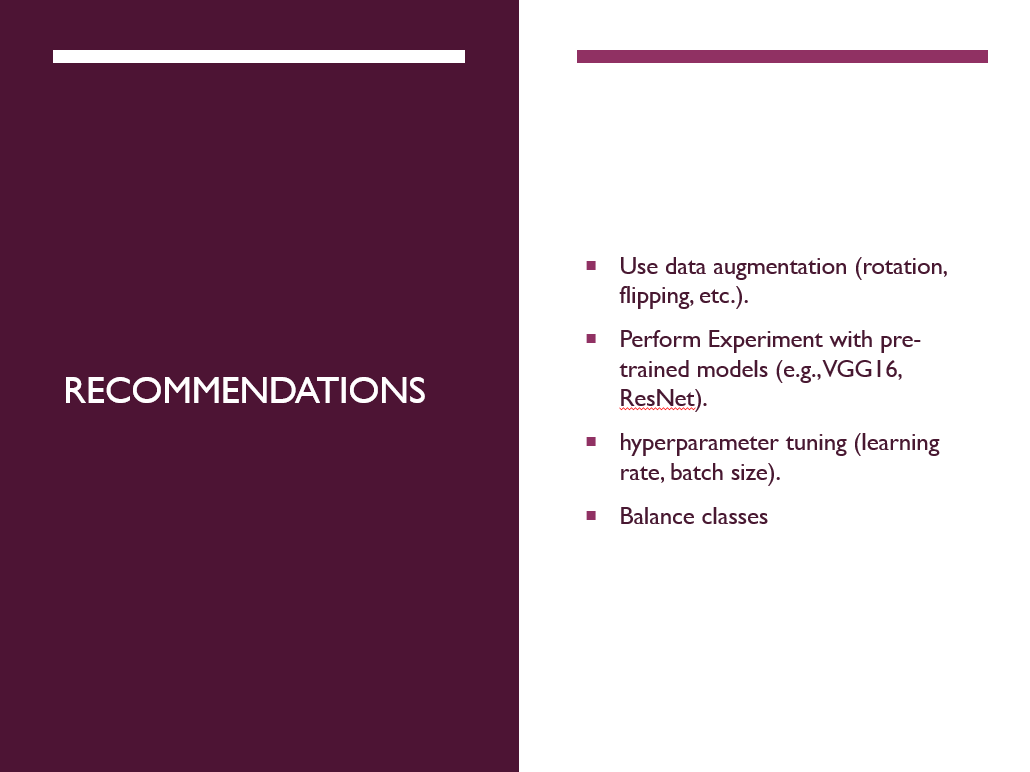 RECOMMENDATIONS
Use data augmentation (rotation,
flipping, etc.).
Perform Experiment with pre-
trained models (e.g., VGG16,
ResNet).
hyperparameter tuning (learning
rate, batch size).
Balance classes